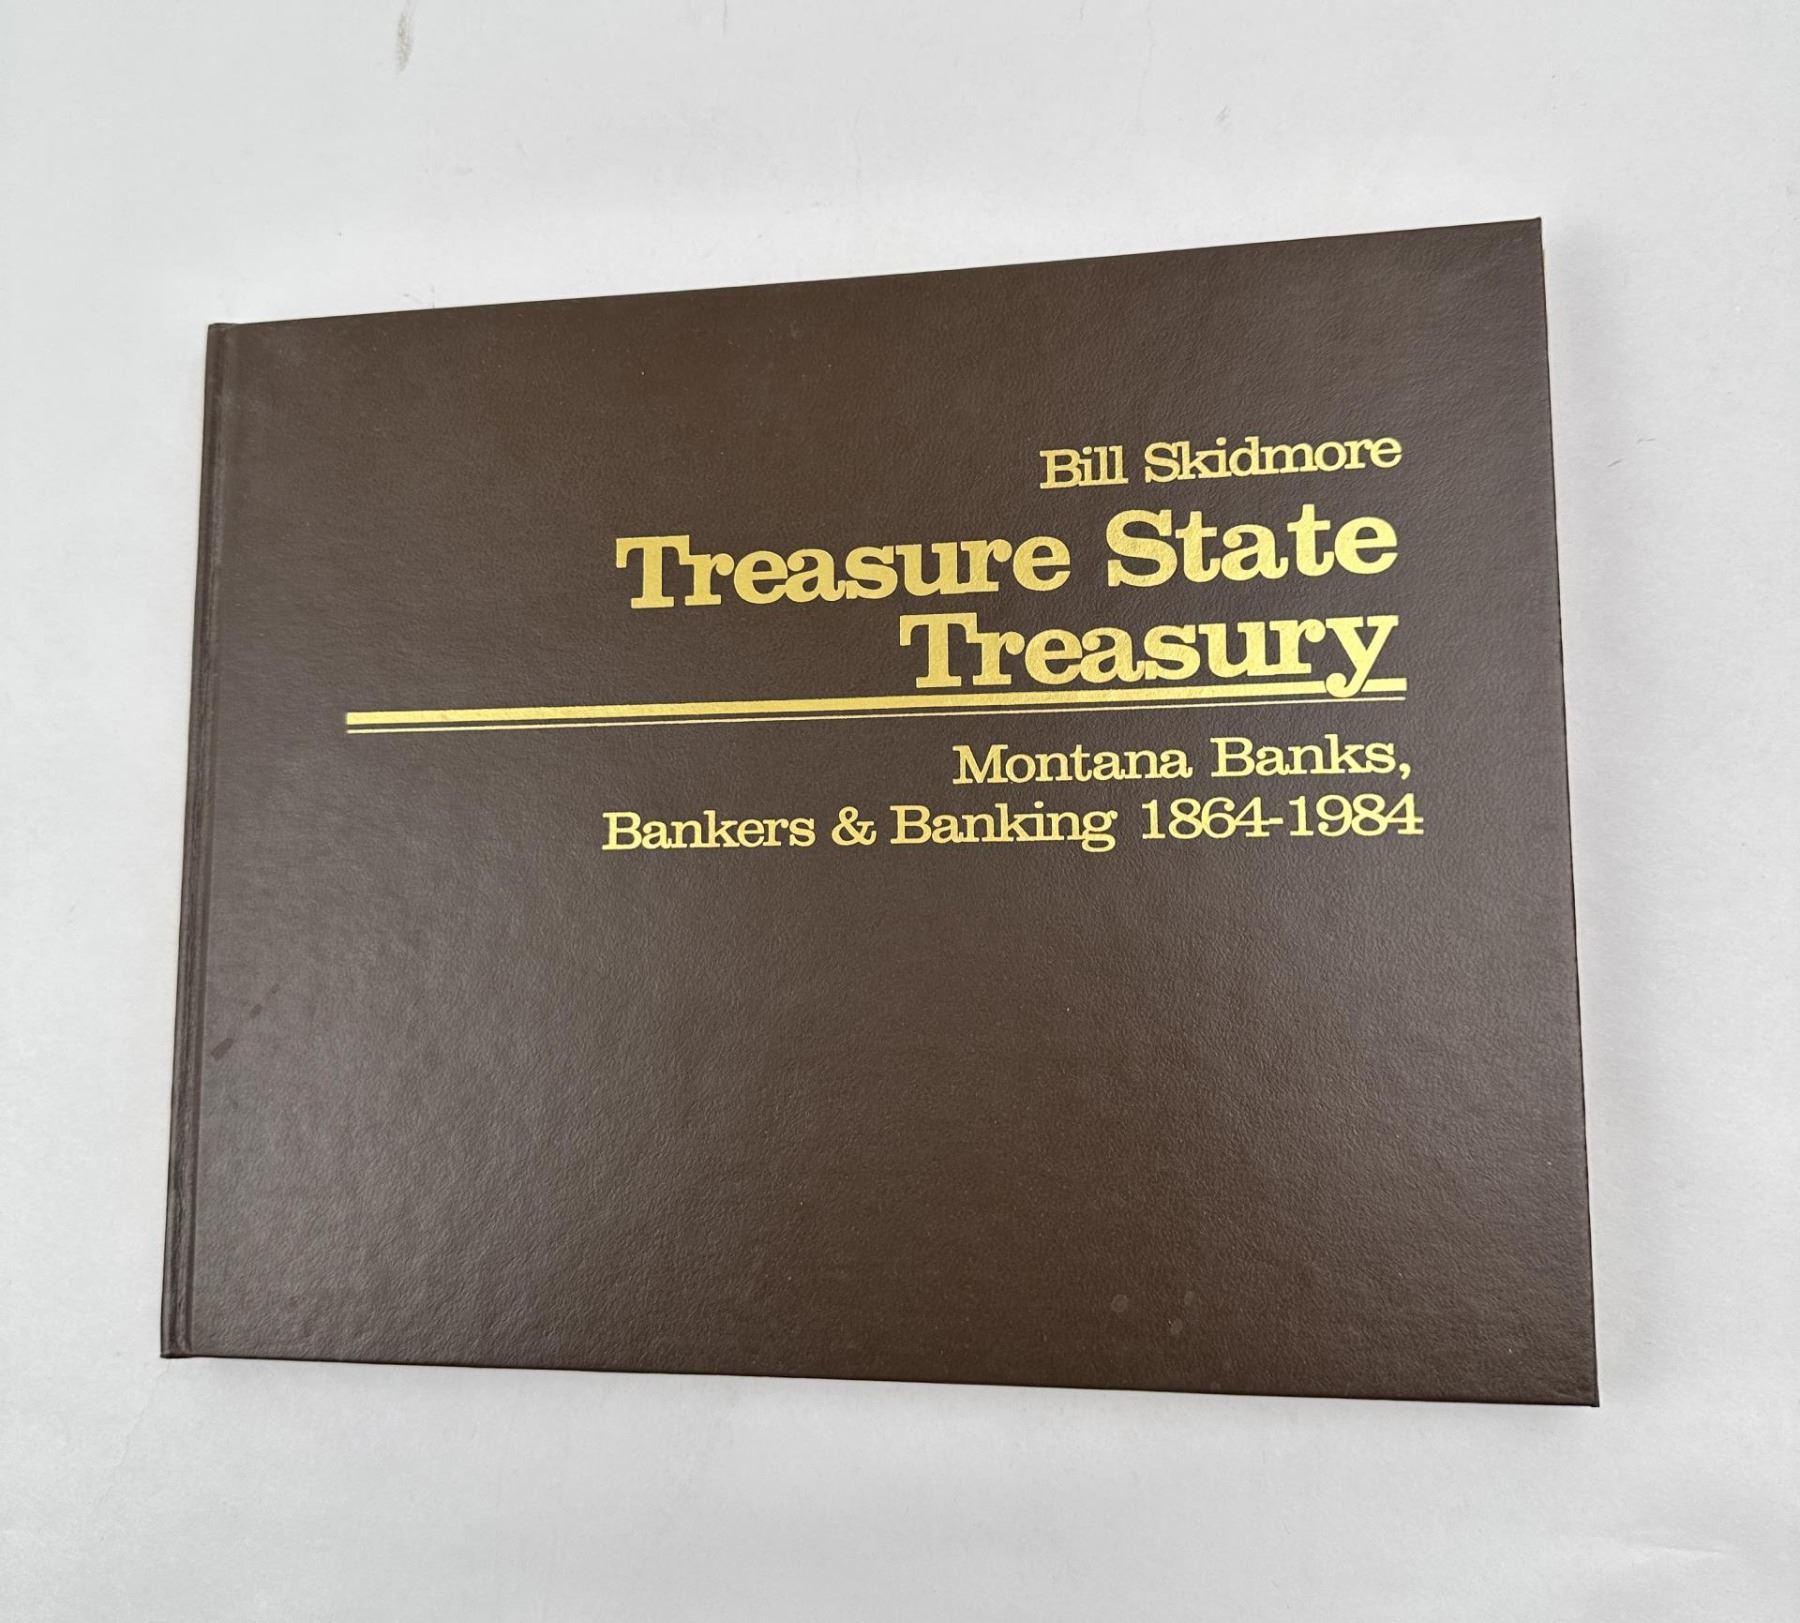 Bill Skidmore
Treasure State
Treasury
Montana Banks,
Bankers & Banking 1864-1984